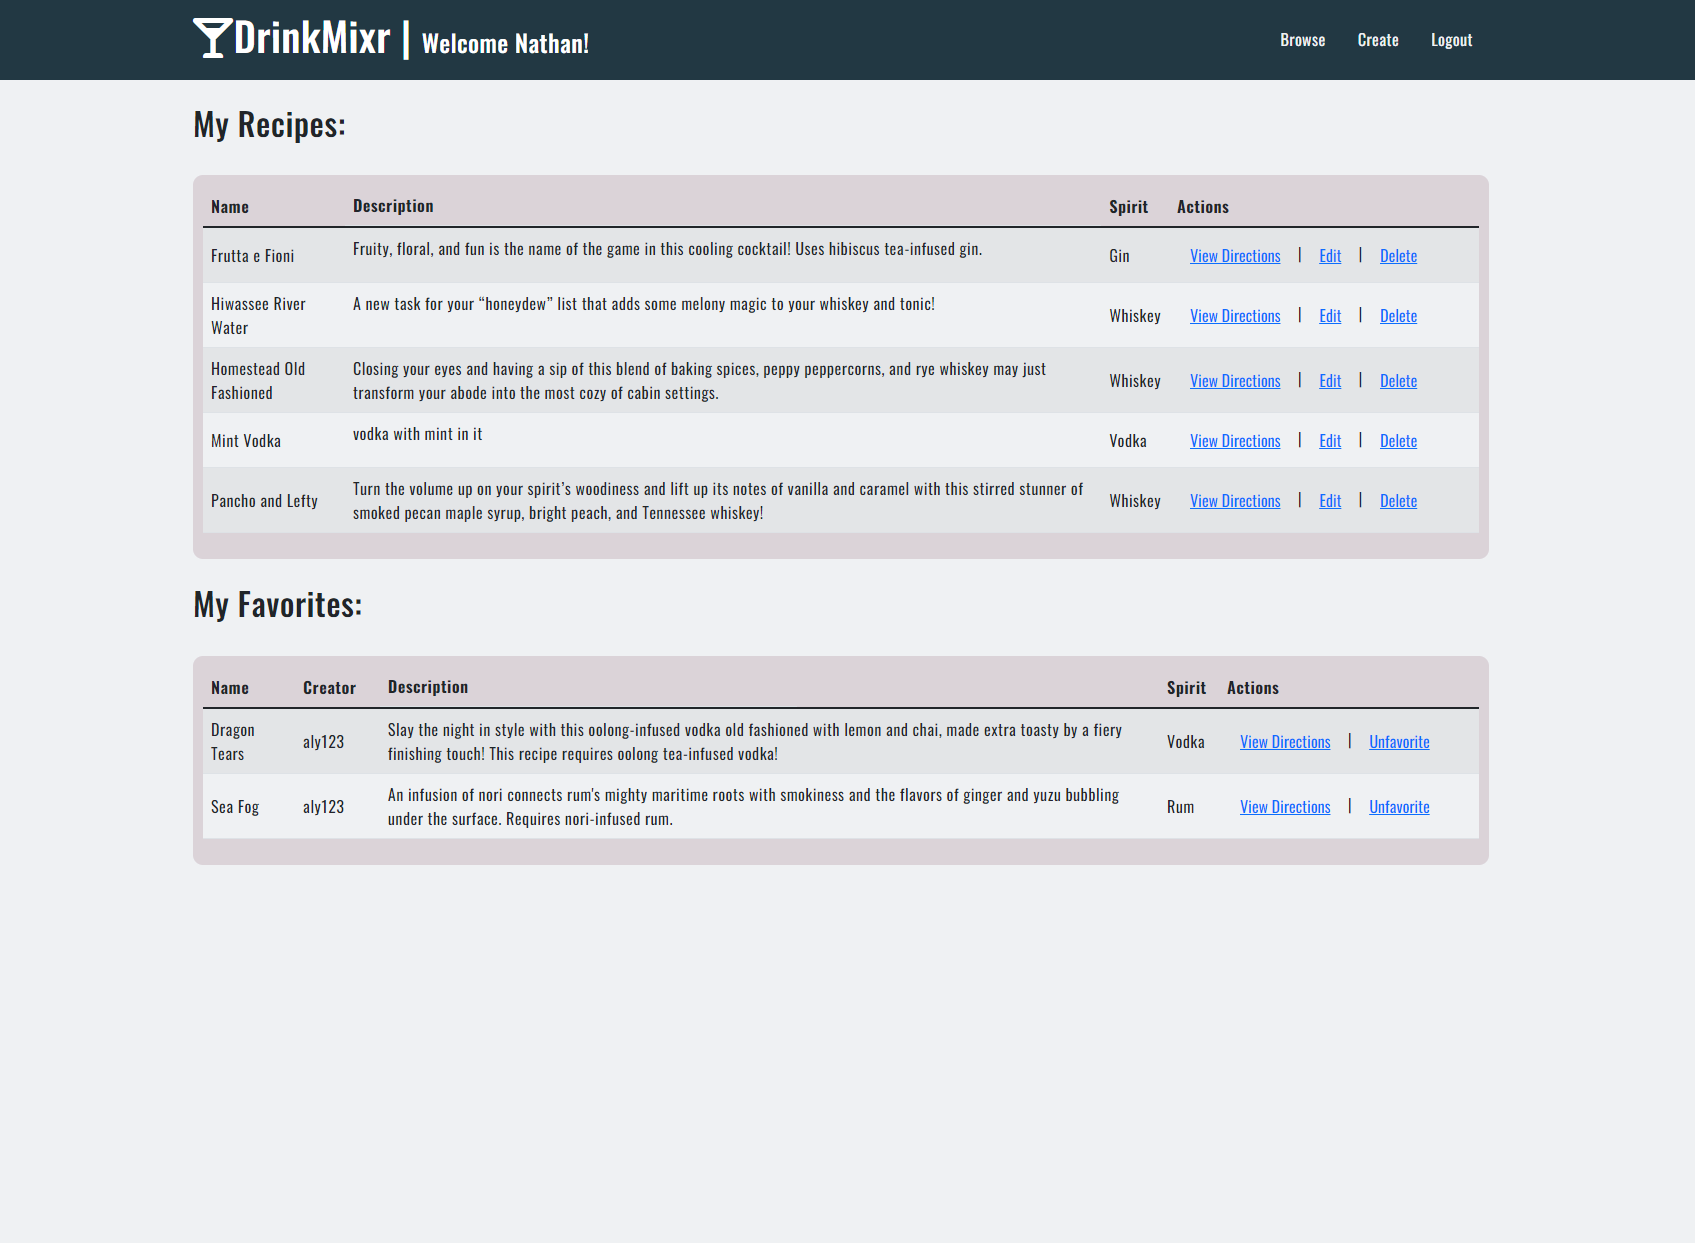 DrinkMixr | Welcome Nathan!
Browse Create Logout
My Recipes:
Name Description Spirit Actions
Frutta e Fioni Fruity, floral, and fun is the name of the game in this cooling cocktail! Uses hibiscus tea-infused gin. Gin View Directions | Edit | Delete
Hiwassee River
Water
A new task for your “honeydew” list that adds some melony magic to your whiskey and tonic!
Whiskey View Directions | Edit | Delete
Homestead Old
Fashioned
Closing your eyes and having a sip of this blend of baking spices, peppy peppercorns, and rye whiskey may just
transform your abode into the most cozy of cabin settings.
Whiskey View Directions | Edit | Delete
Mint Vodka vodka with mint in it Vodka View Directions | Edit | Delete
Pancho and Lefty
Turn the volume up on your spirit’s woodiness and lift up its notes of vanilla and caramel with this stirred stunner of
smoked pecan maple syrup, bright peach, and Tennessee whiskey!
Whiskey View Directions | Edit | Delete
My Favorites:
Name Creator Description Spirit Actions
Dragon
Tears
aly123
Slay the night in style with this oolong-infused vodka old fashioned with lemon and chai, made extra toasty by a fiery
finishing touch! This recipe requires oolong tea-infused vodka!
Vodka View Directions | Unfavorite
Sea Fog
aly123
An infusion of nori connects rum's mighty maritime roots with smokiness and the flavors of ginger and yuzu bubbling
under the surface. Requires nori-infused rum.
Rum View Directions | Unfavorite